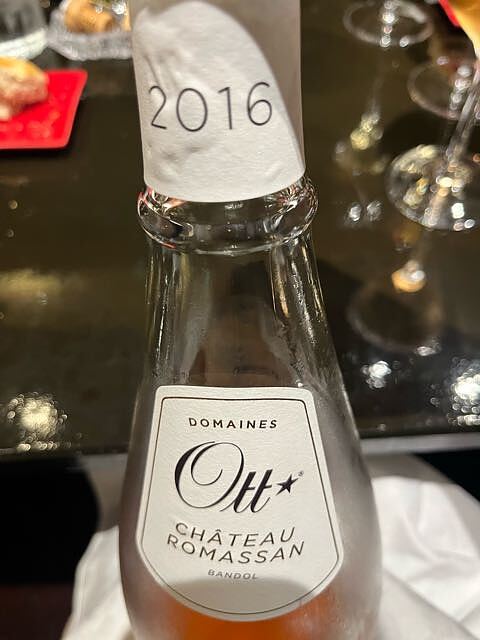 2016
DOMAINES
Ott★®
CHÂTEAU
ROMASSAN
BANDOL